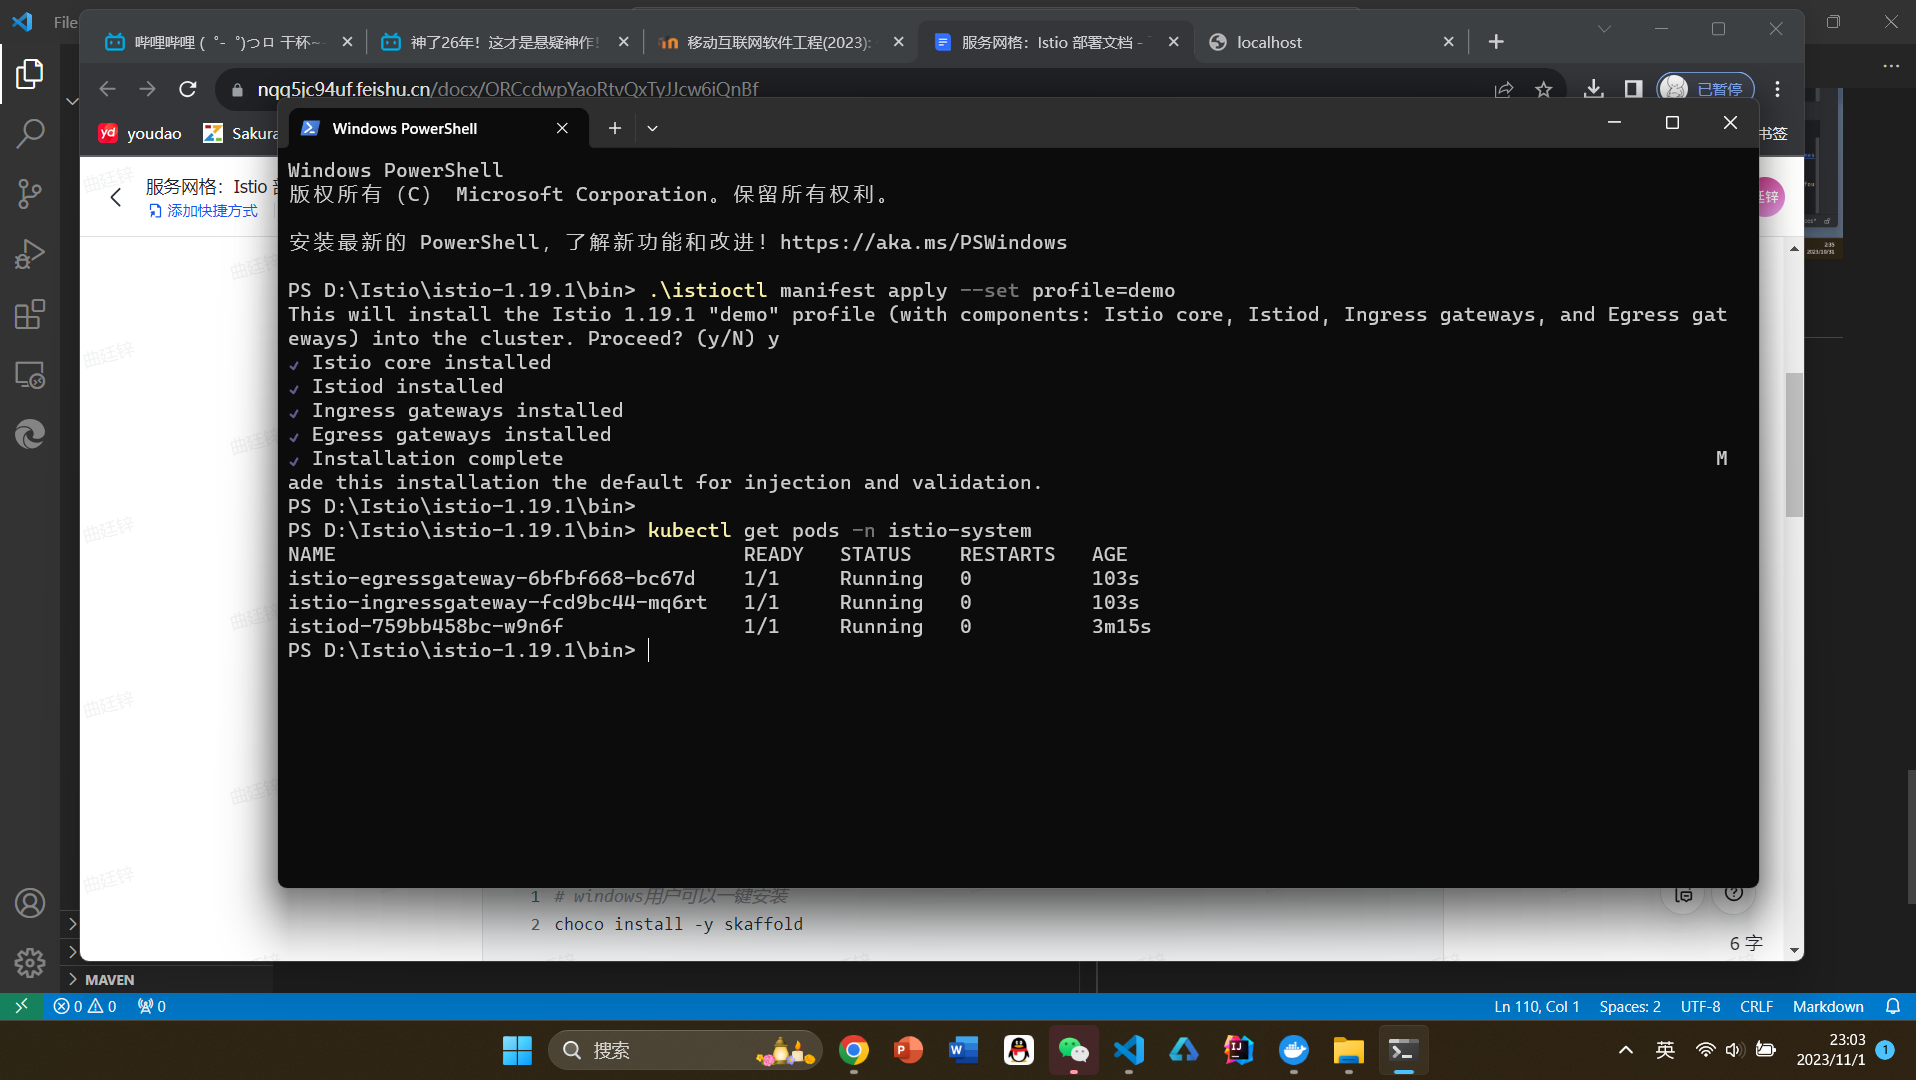 File
哔哩哔哩 (゜-゜)つロ 干杯~-
神了26年！这才是悬疑神作！
移动互联网软件工程(2023):
服务网格：Istio 部署文档 -
localhost
nqq5jc94uf.feishu.cn/docx/ORCcdwpYaoRtvQxTyJJcw6iQnBf
已暂停
youdao
Sakura
书签
服务网格：Istio 部
添加快捷方式
Windows PowerShell
Windows PowerShell
版权所有 (C) Microsoft Corporation。保留所有权利。
安装最新的 PowerShell，了解新功能和改进！https://aka.ms/PSWindows
PS D:\Istio\istio-1.19.1\bin> .\istioctl manifest apply --set profile=demo
This will install the Istio 1.19.1 "demo" profile (with components: Istio core, Istiod, Ingress gateways, and Egress gat
eways) into the cluster. Proceed? (y/N) y
✔ Istio core installed
✔ Istiod installed
✔ Ingress gateways installed
✔ Egress gateways installed
✔ Installation complete M
ade this installation the default for injection and validation.
PS D:\Istio\istio-1.19.1\bin>
PS D:\Istio\istio-1.19.1\bin> kubectl get pods -n istio-system
NAME READY STATUS RESTARTS AGE
istio-egressgateway-6bfbf668-bc67d 1/1 Running 0 103s
istio-ingressgateway-fcd9bc44-mq6rt 1/1 Running 0 103s
istiod-759bb458bc-w9n6f 1/1 Running 0 3m15s
PS D:\Istio\istio-1.19.1\bin>
1 # windows用户可以一键安装
2 choco install -y skaffold
6 字
MAVEN
0 0 0
Ln 110, Col 1 Spaces: 2 UTF-8 CRLF Markdown
搜索
英
23:03
2023/11/1
1